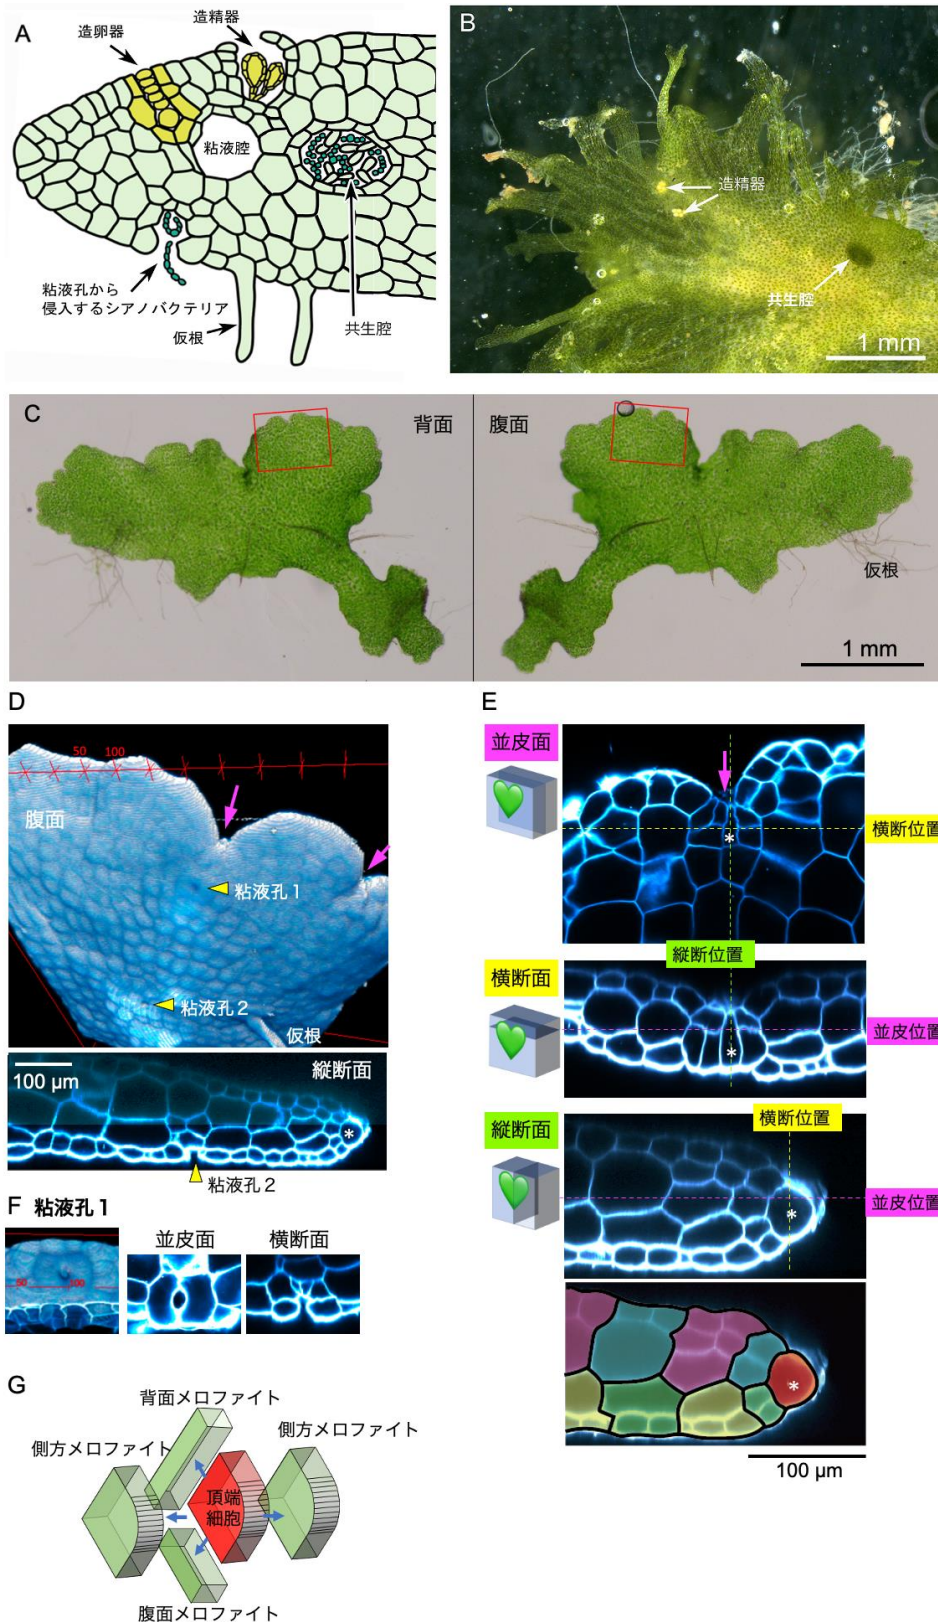 A
造卵器
造精器
粘液腔
粘液孔から
侵入するシアノバクテリア
仮根
共生腔
B
造精器
共生腔
1 mm
C
背面
腹面
仮根
1 mm
D
50 100
腹面
粘液孔1
粘液孔2
仮根
100 µm
縦断面
*
粘液孔2
E
並皮面
*
横断位置
縦断位置
横断面
*
並皮位置
縦断面
横断位置
*
並皮位置
*
100 µm
F 粘液孔1
並皮面
横断面
50 100
G
背面メロファイト
側方メロファイト
側方メロファイト
頂端
細胞
腹面メロファイト